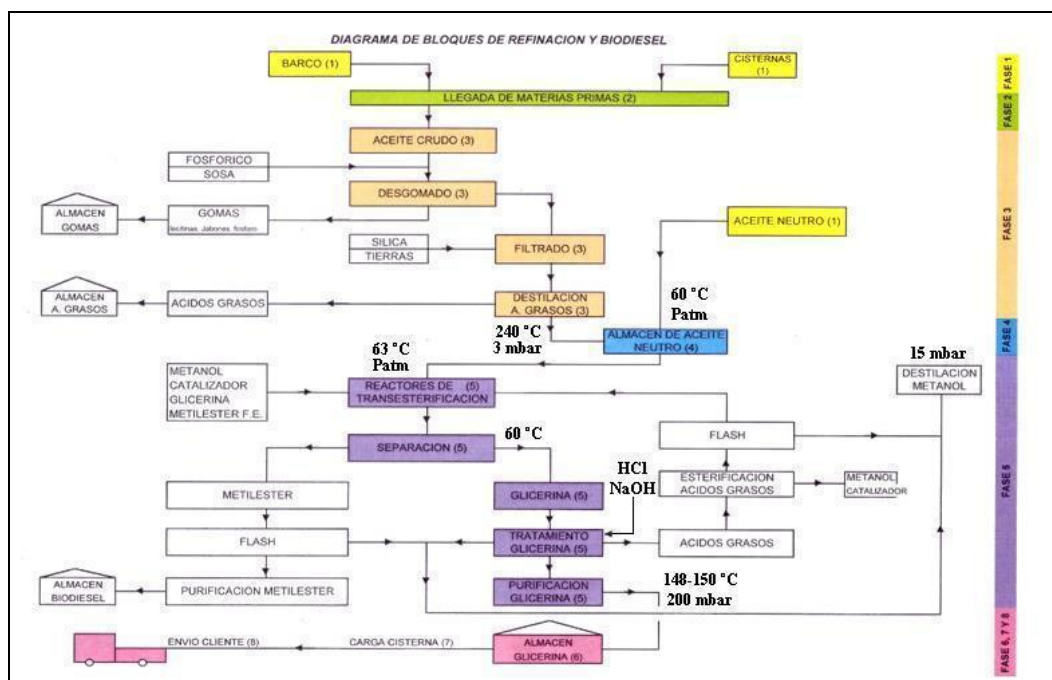 DIAGRAMA DE BLOQUES DE REFINACION Y BIODIESEL
BARCO (1)
CISTERNAS
(1)
LLEGADA DE MATERIAS PRIMAS (2)
ACEITE CRUDO (3)
FOSFORICO
SOSA
DESGOMADO (3)
ALMACEN
GOMAS
GOMAS
lecitinas, Jabones, fosforo
ACEITE NEUTRO (1)
SILICA
TIERRAS
FILTRADO (3)
ALMACEN
A. GRASOS
ACIDOS GRASOS
DESTILACION
A. GRASOS (3)
60 °C
Patm
240 °C
3 mbar
ALMACEN DE ACEITE
NEUTRO (4)
63 °C
Patm
15 mbar
DESTILACION
METANOL
METANOL
CATALIZADOR
GLICERINA
METILESTER F.E.
REACTORES DE (5)
TRANSESTERIFICACION
FLASH
SEPARACION (5)
60 °C
HCl
NaOH
ESTERIFICACION
ACIDOS GRASOS
METANOL
CATALIZADOR
METILESTER
GLICERINA (5)
FLASH
TRATAMIENTO
GLICERINA (5)
ACIDOS GRASOS
ALMACEN
BIODIESEL
PURIFICACION METILESTER
PURIFICACION
GLICERINA (5)
148-150 °C
200 mbar
ENVIO CLIENTE (8)
CARGA CISTERNA (7)
ALMACEN
GLICERINA (6)
FASE 1
FASE 2
FASE 3
FASE 4
FASE 5
FASE 6, 7 Y 8